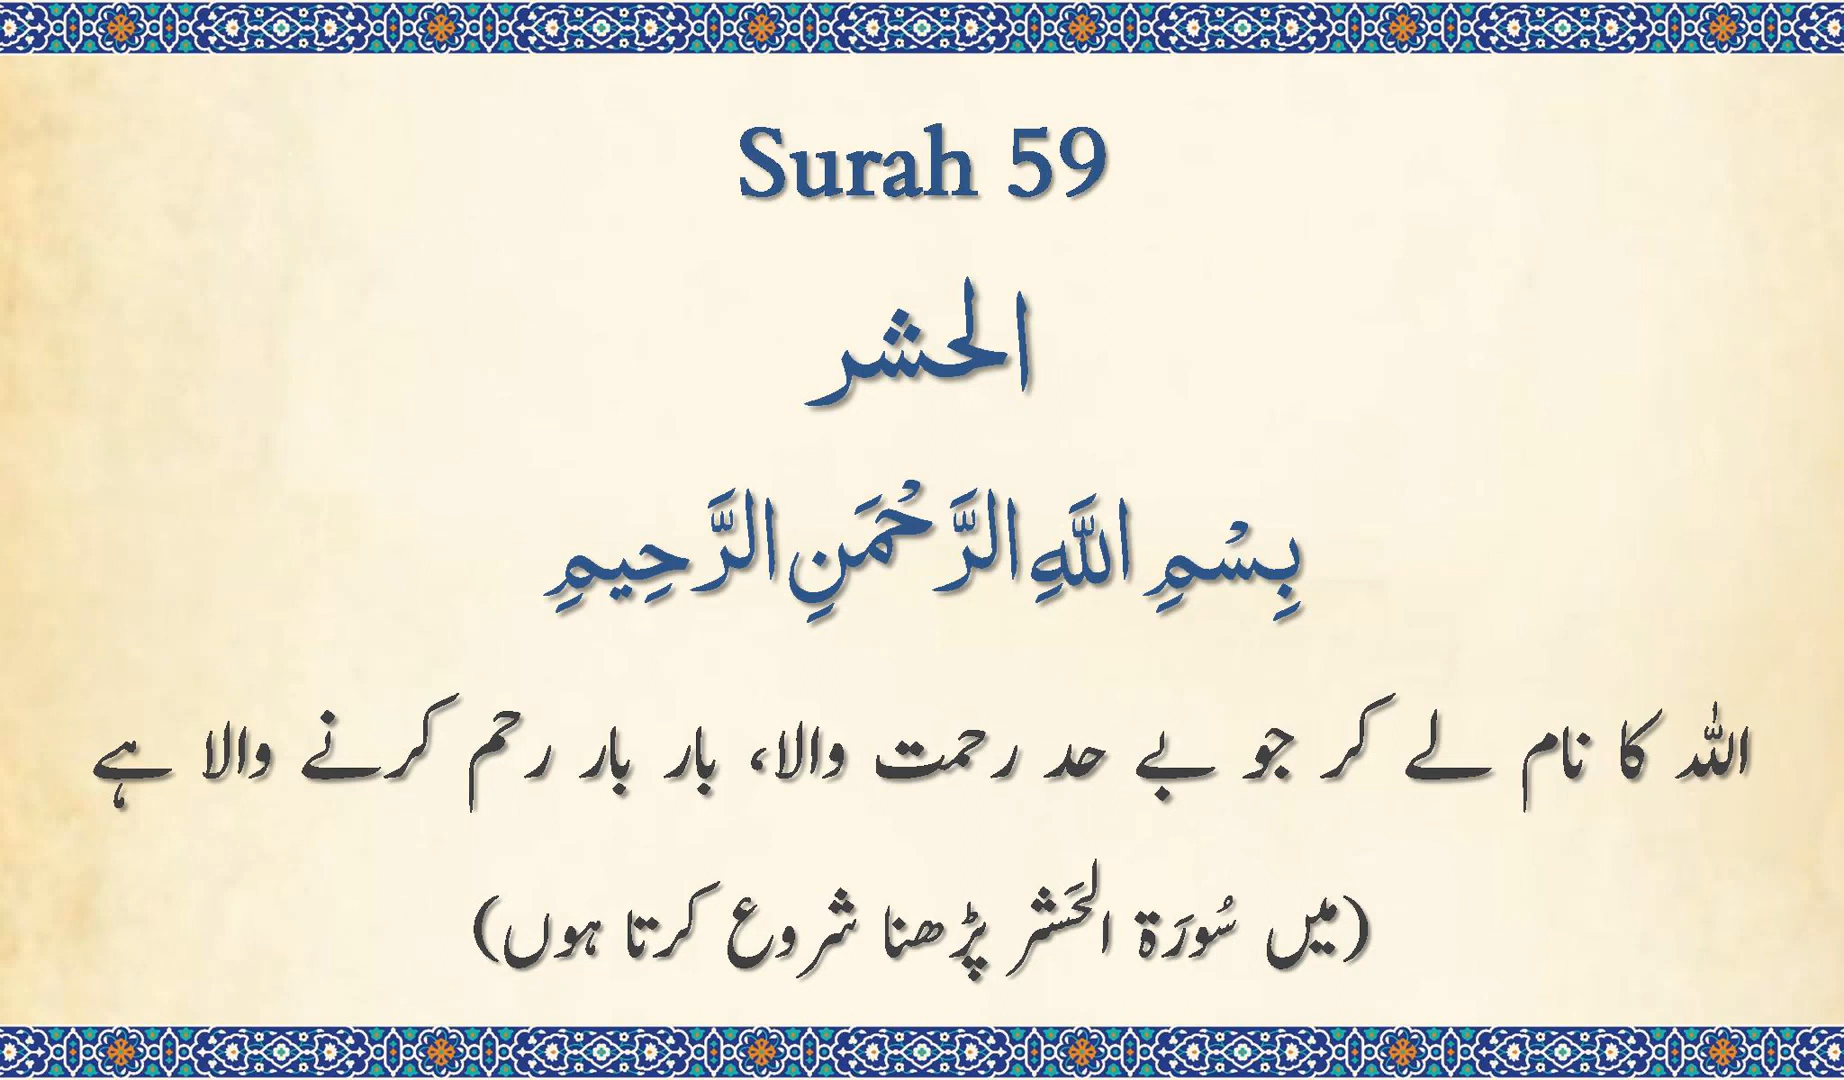 Surah 59
الحشر
بِسْمِ اللَّهِ الرَّحْمَنِ الرَّحِيمِ
اللہ کا نام لے کر جو بے حد رحمت والا، بار بار رحم کرنے والا ہے
(میں سُورَۃ الحَشر پڑھنا شروع کرتا ہوں)